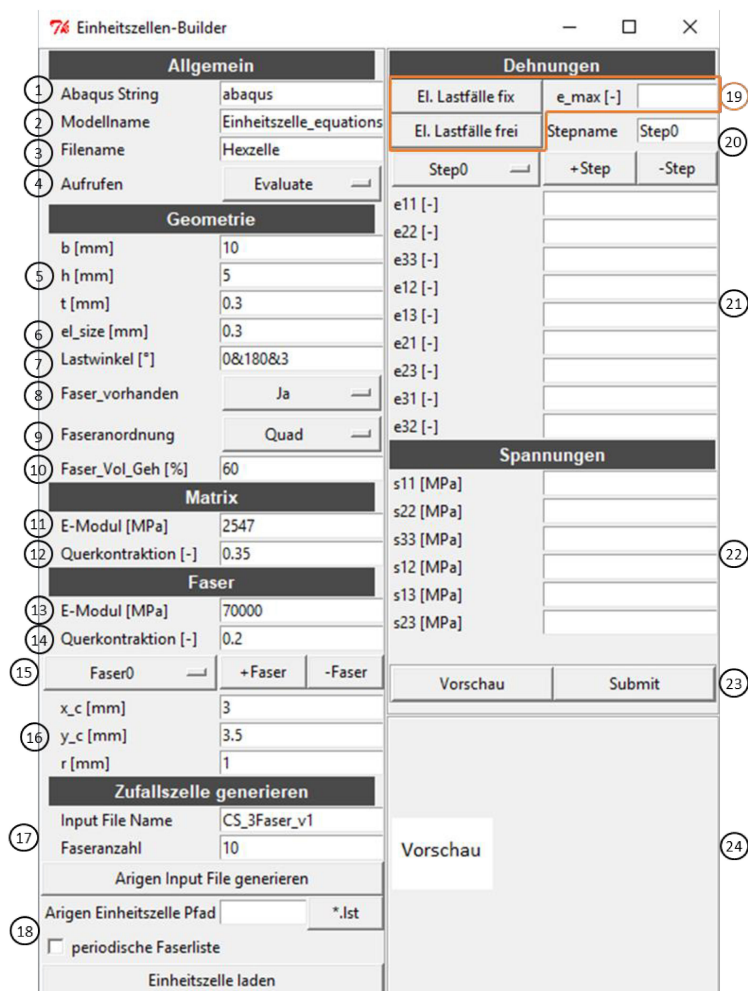 Einheitszellen-Builder
Allgemein
1 Abaqus String abaqus
2 Modellname Einheitszelle_equations
3 Filename Hexzelle
4 Aufrufen Evaluate
Geometrie
b [mm] 10
5 h [mm] 5
t [mm] 0.3
6 el_size [mm] 0.3
7 Lastwinkel [°] 0&180&3
8 Faser_vorhanden Ja
9 Faseranordnung Quad
10 Faser_Vol_Geh [%] 60
Matrix
11 E-Modul [MPa] 2547
12 Querkontraktion [-] 0.35
Faser
13 E-Modul [MPa] 70000
14 Querkontraktion [-] 0.2
15 Faser0 +Faser -Faser
x_c [mm] 3
16 y_c [mm] 3.5
r [mm] 1
Zufallszelle generieren
Input File Name CS_3Faser_v1
17
Faseranzahl 10
Arigen Input File generieren
Arigen Einheitszelle Pfad *.lst
18
periodische Faserliste
Einheitszelle laden
Dehnungen
El. Lastfälle fix e_max [-] 19
El. Lastfälle frei Stepname Step0 20
Step0 +Step -Step
e11 [-]
e22 [-]
e33 [-]
e12 [-]
e13 [-] 21
e21 [-]
e23 [-]
e31 [-]
e32 [-]
Spannungen
s11 [MPa]
s22 [MPa]
s33 [MPa]
s12 [MPa] 22
s13 [MPa]
s23 [MPa]
Vorschau Submit 23
Vorschau 24